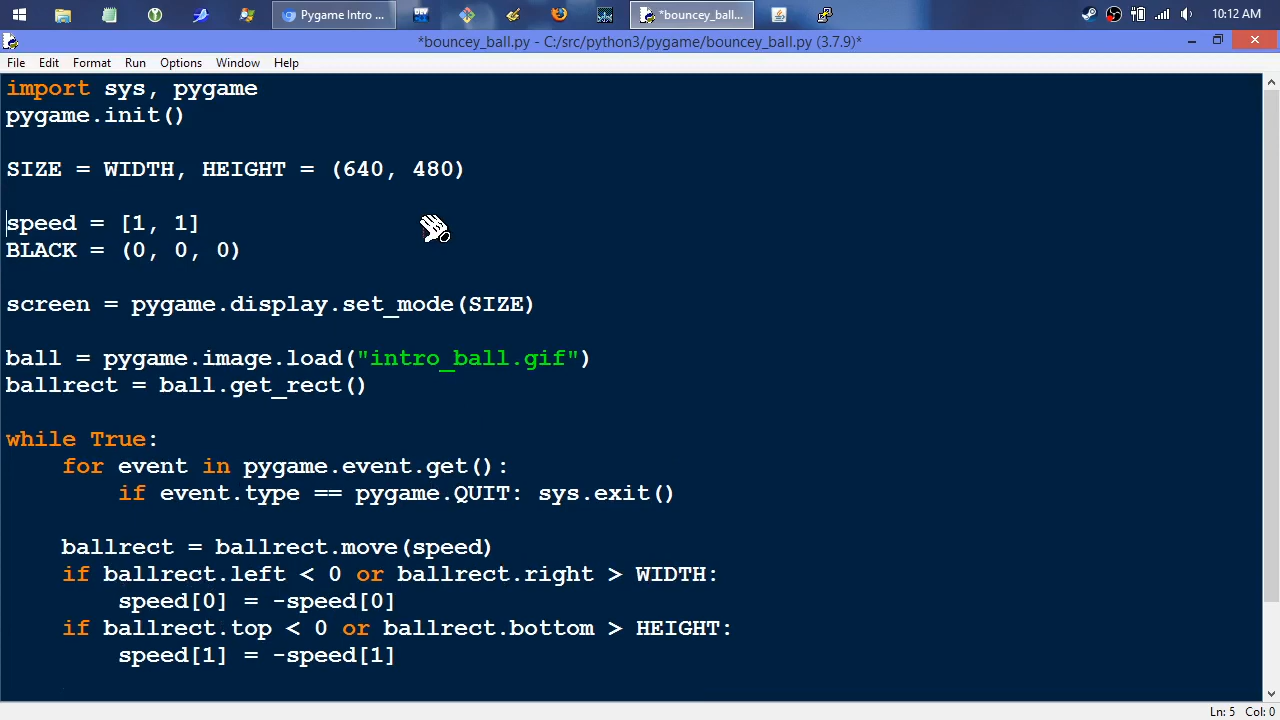 Pygame Intro ...
*bouncey_ball...
10:12 AM
*bouncey_ball.py - C:/src/python3/pygame/bouncey_ball.py (3.7.9)*
File Edit Format Run Options Window Help
import sys, pygame
pygame.init()
SIZE = WIDTH, HEIGHT = (640, 480)
speed = [1, 1]
BLACK = (0, 0, 0)
screen = pygame.display.set_mode(SIZE)
ball = pygame.image.load("intro_ball.gif")
ballrect = ball.get_rect()
while True:
    for event in pygame.event.get():
        if event.type == pygame.QUIT: sys.exit()
    ballrect = ballrect.move(speed)
    if ballrect.left < 0 or ballrect.right > WIDTH:
        speed[0] = -speed[0]
    if ballrect.top < 0 or ballrect.bottom > HEIGHT:
        speed[1] = -speed[1]
Ln: 5 Col: 0